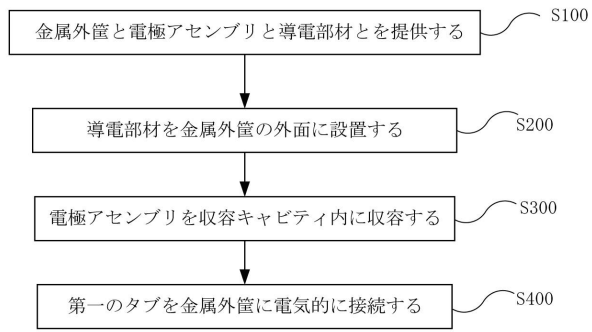 金属外筺と電極アセンブリと導電部材とを提供する
S100
導電部材を金属外筺の外面に設置する
S200
電極アセンブリを収容キャビティ内に収容する
S300
第一のタブを金属外筺に電気的に接続する
S400